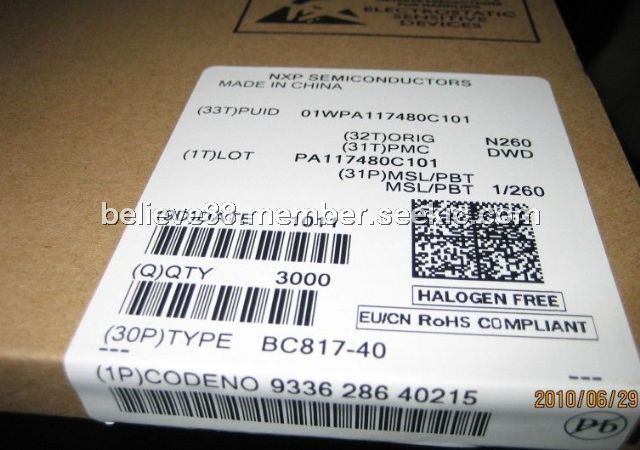 ELECTROSTATIC
SENSITIVE
DEVICES
NXP SEMICONDUCTORS
MADE IN CHINA
(33T)PUID 01WPA117480C101
(32T)ORIG N260
(31T)PMC DWD
(1T)LOT PA117480C101
(31P)MSL/PBT
MSL/PBT 1/260
believe88.member.seekic.com
(9D)DATE
(Q)QTY 3000
HALOGEN FREE
EU/CN RoHS COMPLIANT
(30P)TYPE BC817-40
---
(1P)CODENO 9336 286 40215
2010/06/29
Pb